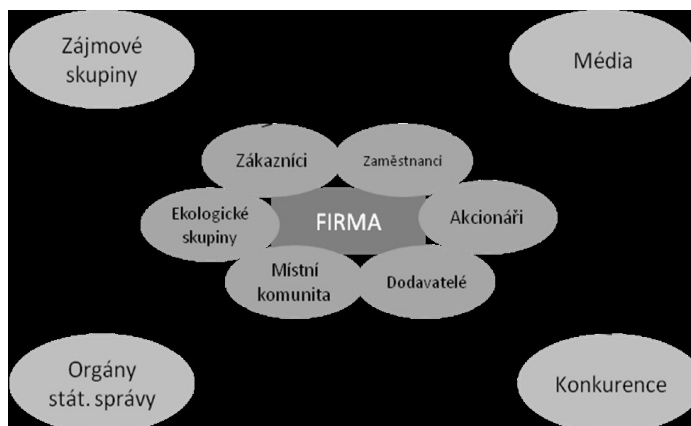 Zájmové
skupiny
Média
Zákazníci
Zaměstnanci
Ekologické
skupiny
FIRMA
Akcionáři
Místní
komunita
Dodavatelé
Orgány
stát. správy
Konkurence